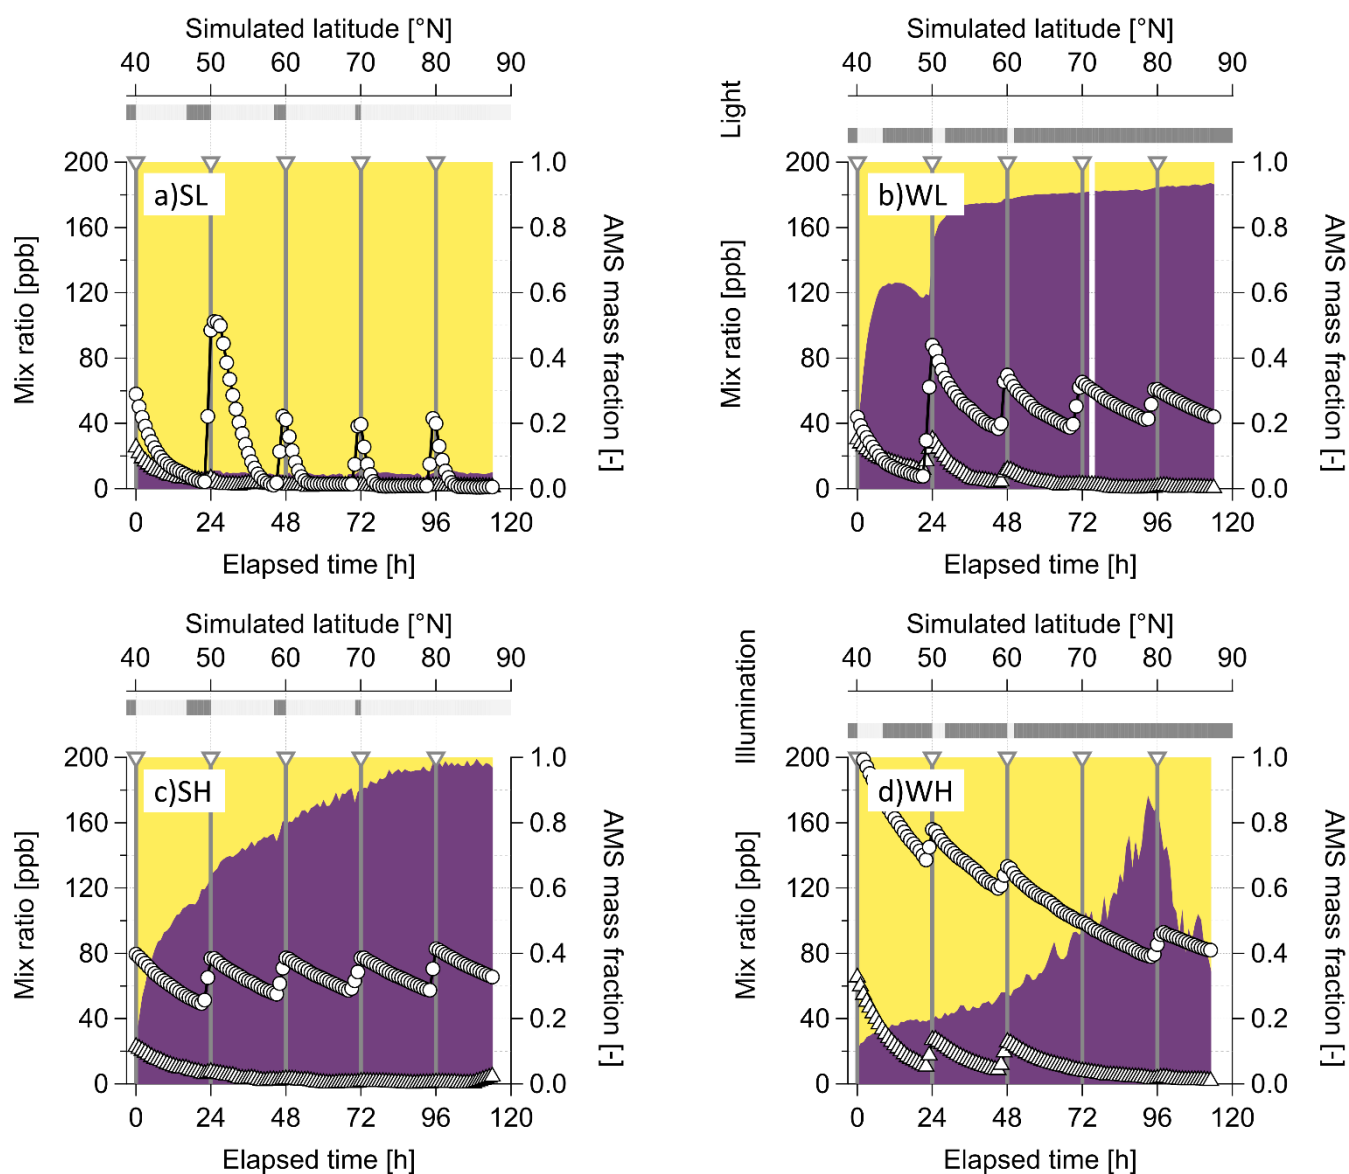 Simulated latitude [°N]
40 50 60 70 80 90
200
160
120
80
40
0
Mix ratio [ppb]
a)SL
1.0
0.8
0.6
0.4
0.2
0.0
AMS mass fraction [-]
0 24 48 72 96 120
Elapsed time [h]
Simulated latitude [°N]
40 50 60 70 80 90
Light
200
160
120
80
40
0
Mix ratio [ppb]
b)WL
1.0
0.8
0.6
0.4
0.2
0.0
AMS mass fraction [-]
0 24 48 72 96 120
Elapsed time [h]
Simulated latitude [°N]
40 50 60 70 80 90
200
160
120
80
40
0
Mix ratio [ppb]
c)SH
1.0
0.8
0.6
0.4
0.2
0.0
AMS mass fraction [-]
0 24 48 72 96 120
Elapsed time [h]
Simulated latitude [°N]
40 50 60 70 80 90
Illumination
200
160
120
80
40
0
Mix ratio [ppb]
d)WH
1.0
0.8
0.6
0.4
0.2
0.0
AMS mass fraction [-]
0 24 48 72 96 120
Elapsed time [h]